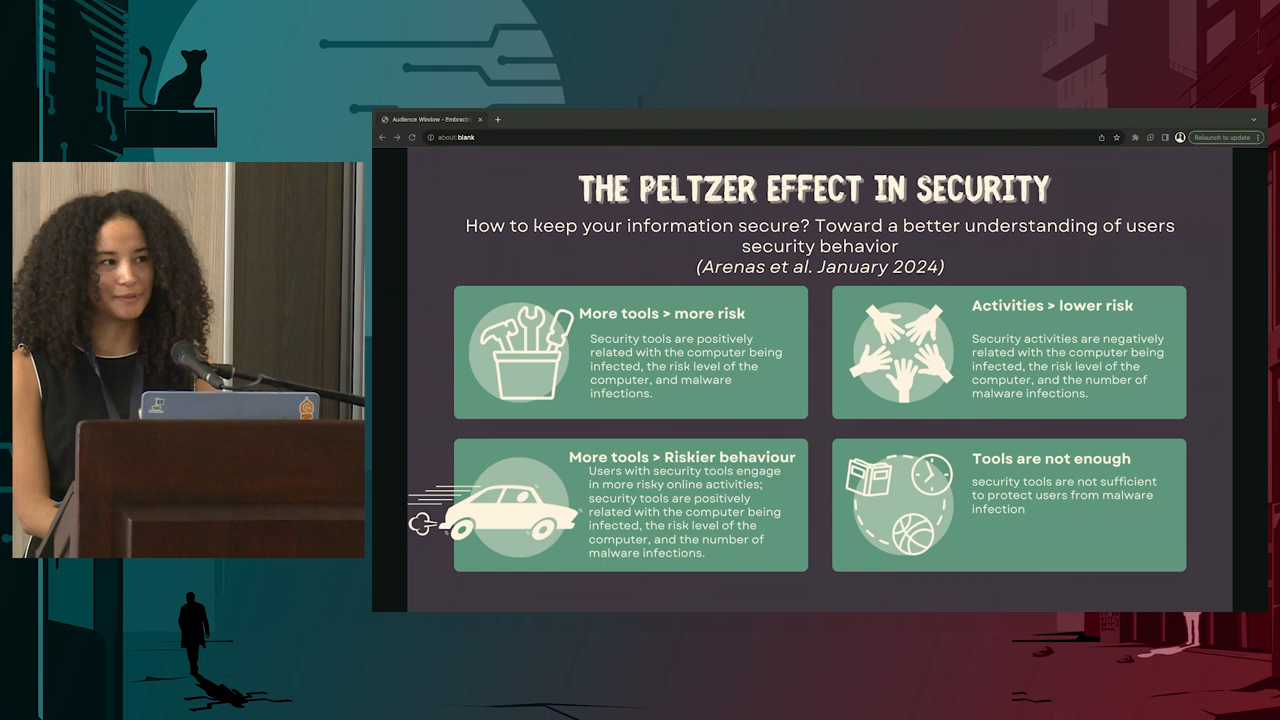 Audience Window - Embracin
about:blank
Relaunch to update
THE PELTZER EFFECT IN SECURITY
How to keep your information secure? Toward a better understanding of users
security behavior
(Arenas et al. January 2024)
More tools > more risk
Security tools are positively
related with the computer being
infected, the risk level of the
computer, and malware
infections.
Activities > lower risk
Security activities are negatively
related with the computer being
infected, the risk level of the
computer, and the number of
malware infections.
More tools > Riskier behaviour
Users with security tools engage
in more risky online activities;
security tools are positively
related with the computer being
infected, the risk level of the
computer, and the number of
malware infections.
Tools are not enough
security tools are not sufficient
to protect users from malware
infection